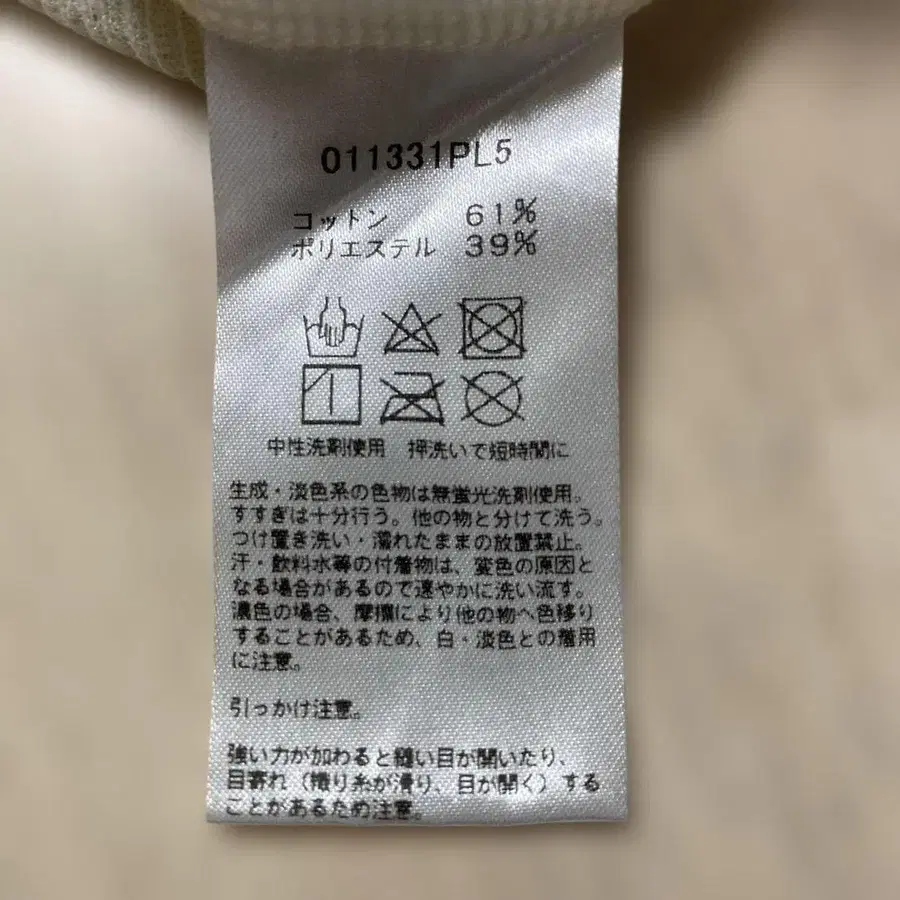 011331PL5
コットン 61%
ポリエステル 39%
中性洗剤使用 押洗いで短時間に
生成・淡色系の色物は無蛍光洗剤使用。
すすぎは十分行う。他の物と分けて洗う。
つけ置き洗い・濡れたままの放置禁止。
汗・飲料水等の付着物は、変色の原因と
なる場合があるので速やかに洗い流す。
濃色の場合、摩擦により他の物へ色移り
することがあるため、白・淡色との着用
に注意。
引っかけ注意。
強い力が加わると縫い目が開いたり、
目寄れ（織り糸が滑り、目が開く）する
ことがあるため注意。